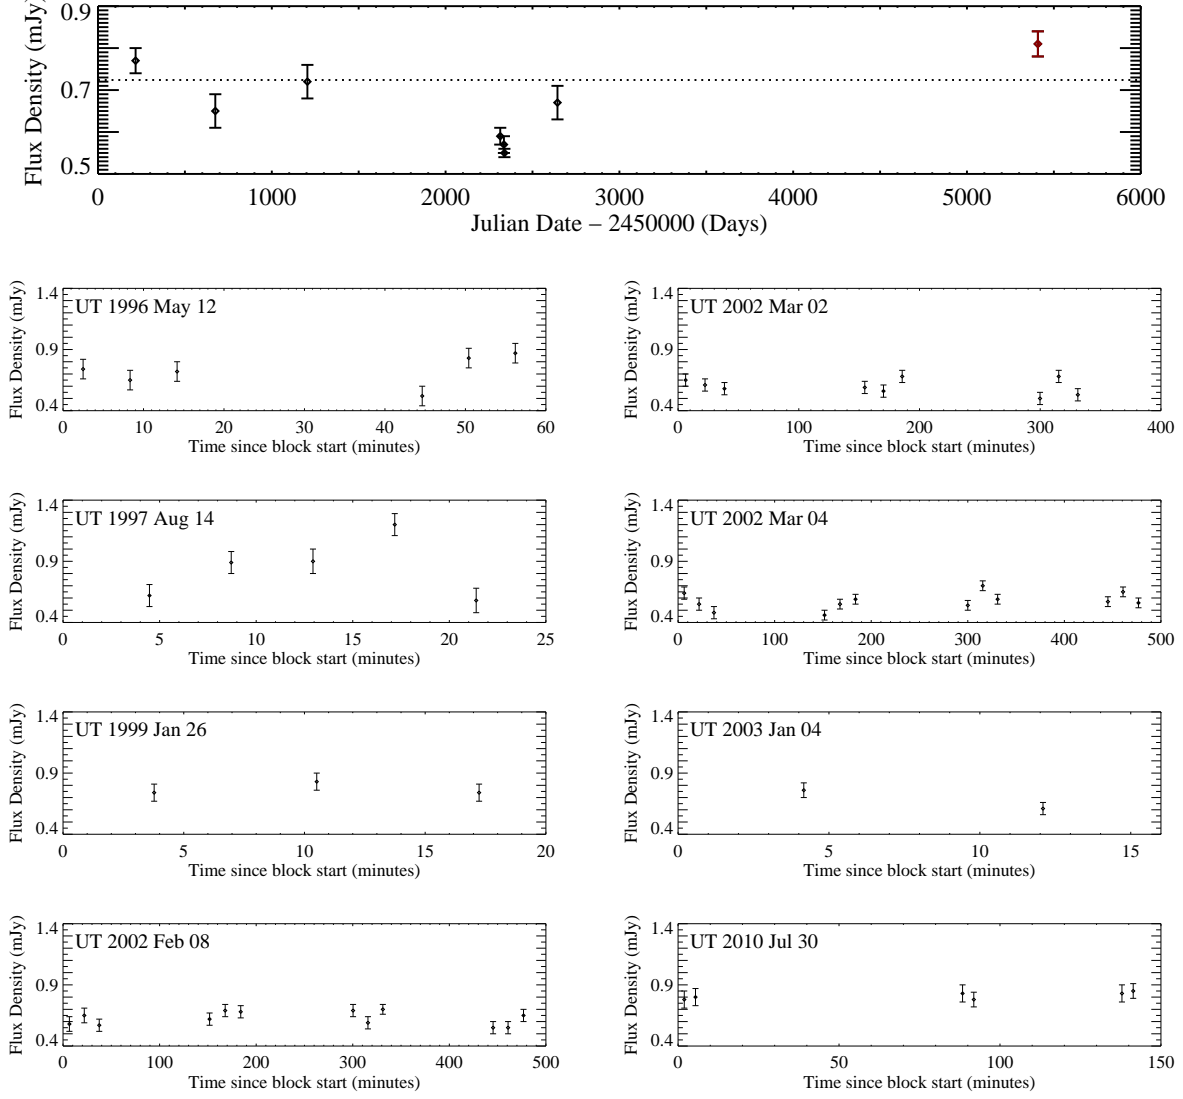 0.9
0.7
0.5
Flux Density (mJy)
0 1000 2000 3000 4000 5000 6000
Julian Date – 2450000 (Days)
1.4
0.9
0.4
Flux Density (mJy)
UT 1996 May 12
0 10 20 30 40 50 60
Time since block start (minutes)
1.4
0.9
0.4
Flux Density (mJy)
UT 2002 Mar 02
0 100 200 300 400
Time since block start (minutes)
1.4
0.9
0.4
Flux Density (mJy)
UT 1997 Aug 14
0 5 10 15 20 25
Time since block start (minutes)
1.4
0.9
0.4
Flux Density (mJy)
UT 2002 Mar 04
0 100 200 300 400 500
Time since block start (minutes)
1.4
0.9
0.4
Flux Density (mJy)
UT 1999 Jan 26
0 5 10 15 20
Time since block start (minutes)
1.4
0.9
0.4
Flux Density (mJy)
UT 2003 Jan 04
0 5 10 15
Time since block start (minutes)
1.4
0.9
0.4
Flux Density (mJy)
UT 2002 Feb 08
0 100 200 300 400 500
Time since block start (minutes)
1.4
0.9
0.4
Flux Density (mJy)
UT 2010 Jul 30
0 50 100 150
Time since block start (minutes)